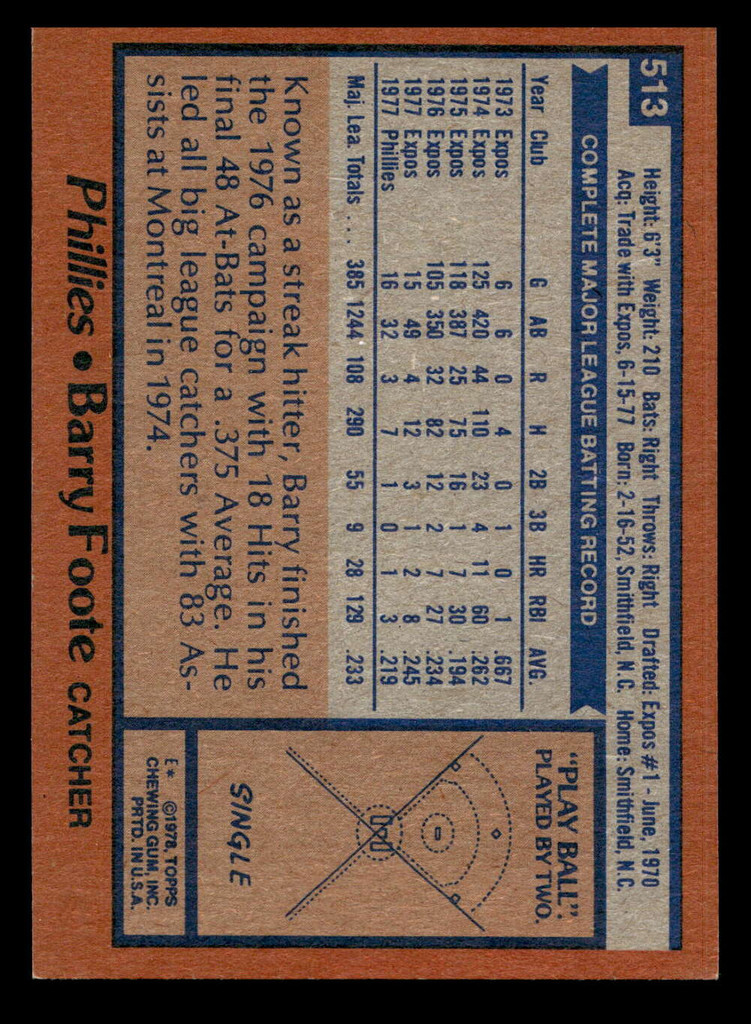 513
Height: 6'3" Weight: 210 Bats: Right Throws: Right Drafted: Expos #1 - June, 1970
Acq: Trade with Expos, 6-15-77 Born: 2-16-52, Smithfield, N.C. Home: Smithfield, N.C.
COMPLETE MAJOR LEAGUE BATTING RECORD
Year Club G AB R H 2B 3B HR RBI AVG.
1973 Expos 6 6 0 4 0 1 0 1 .667
1974 Expos 125 420 44 110 23 4 11 60 .262
1975 Expos 118 387 25 75 16 1 7 30 .194
1976 Expos 105 350 32 82 12 2 7 27 .234
1977 Expos 15 49 4 12 3 1 2 8 .245
1977 Phillies 16 32 3 7 1 0 1 3 .219
Maj. Lea. Totals ... 385 1244 108 290 55 9 28 129 .233
Known as a streak hitter, Barry finished
the 1976 campaign with 18 Hits in his
final 48 At-Bats for a .375 Average. He
led all big league catchers with 83 As-
sists at Montreal in 1974.
"PLAY BALL"
PLAYED BY TWO.
SINGLE
E* ©1978, TOPPS
CHEWING GUM, INC.
PRTD. IN U.S.A.
Phillies • Barry Foote CATCHER